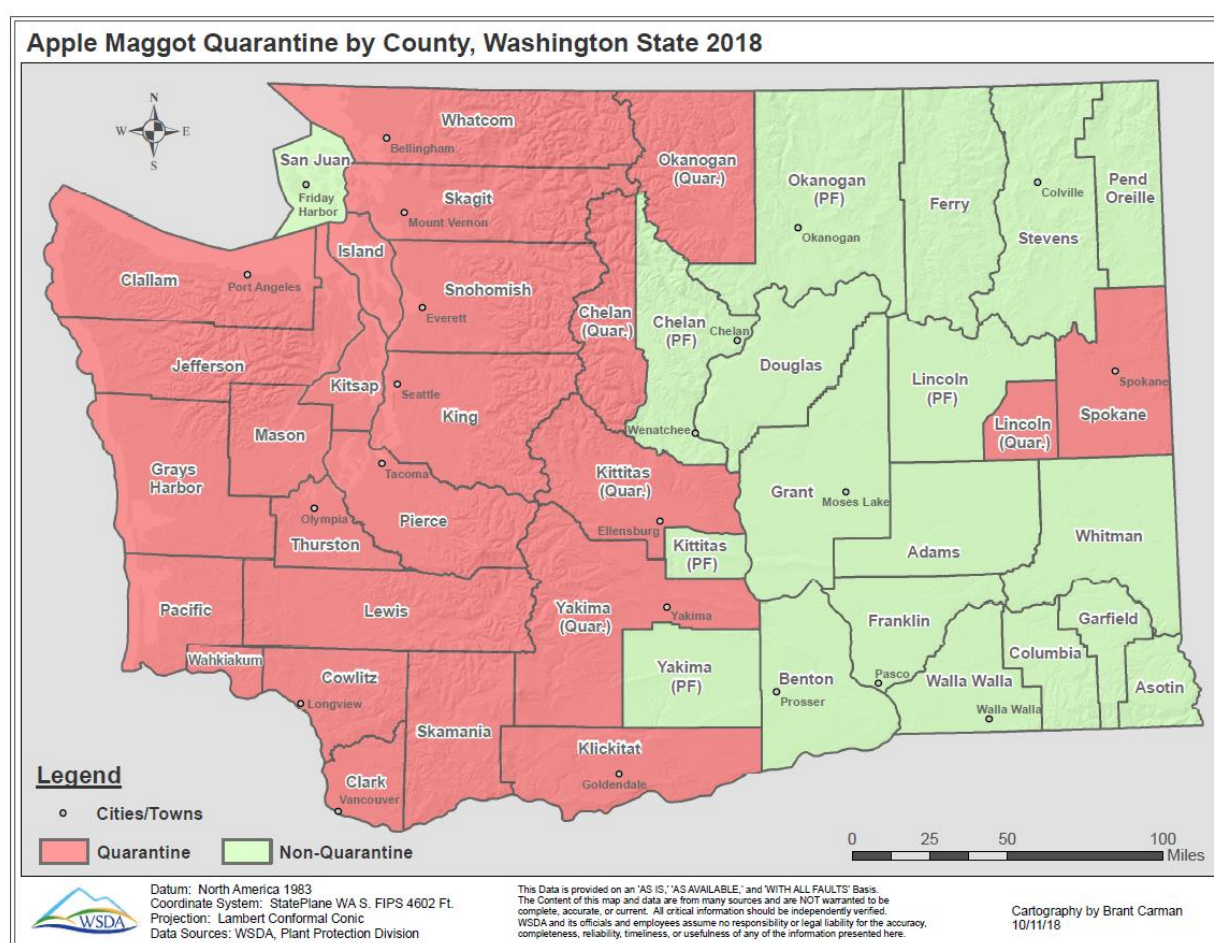 Apple Maggot Quarantine by County, Washington State 2018
N
W
E
S
Whatcom
Bellingham
San Juan
Friday
Harbor
Skagit
Mount Vernon
Okanogan
(Quar.)
Okanogan
(PF)
Okanogan
Ferry
Colville
Stevens
Pend
Oreille
Island
Clallam
Port Angeles
Snohomish
Everett
Chelan
(Quar.)
Chelan
(PF)
Chelan
Douglas
Jefferson
Kitsap
Seattle
King
Lincoln
(PF)
Spokane
Spokane
Lincoln
(Quar.)
Mason
Wenatchee
Grays
Harbor
Tacoma
Kittitas
(Quar.)
Grant
Moses Lake
Olympia
Pierce
Ellensburg
Thurston
Kittitas
(PF)
Adams
Whitman
Pacific
Lewis
Yakima
(Quar.)
Yakima
Franklin
Garfield
Wahkiakum
Cowlitz
Longview
Yakima
(PF)
Benton
Prosser
Pasco
Walla Walla
Walla Walla
Columbia
Asotin
Skamania
Klickitat
Goldendale
Clark
Vancouver
Legend
Cities/Towns
Quarantine
Non-Quarantine
0 25 50 100
Miles
WSDA
Datum: North America 1983
Coordinate System: StatePlane WA S. FIPS 4602 Ft.
Projection: Lambert Conformal Conic
Data Sources: WSDA, Plant Protection Division
This Data is provided on an 'AS IS,' 'AS AVAILABLE,' and 'WITH ALL FAULTS' Basis.
The Content of this map and data are from many sources and are NOT warranted to be
complete, accurate, or current. All critical information should be independently verified.
WSDA and its officials and employees assume no responsibility or legal liability for the accuracy,
completeness, reliability, timeliness, or usefulness of any of the information presented here.
Cartography by Brant Carman
10/11/18